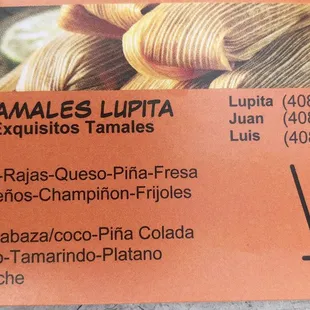 TAMALES LUPITA
Exquisitos Tamales
Lupita (408
Juan (408
Luis (408
-Rajas-Queso-Piña-Fresa
eños-Champiñon-Frijoles
abaza/coco-Piña Colada
o-Tamarindo-Platano
che